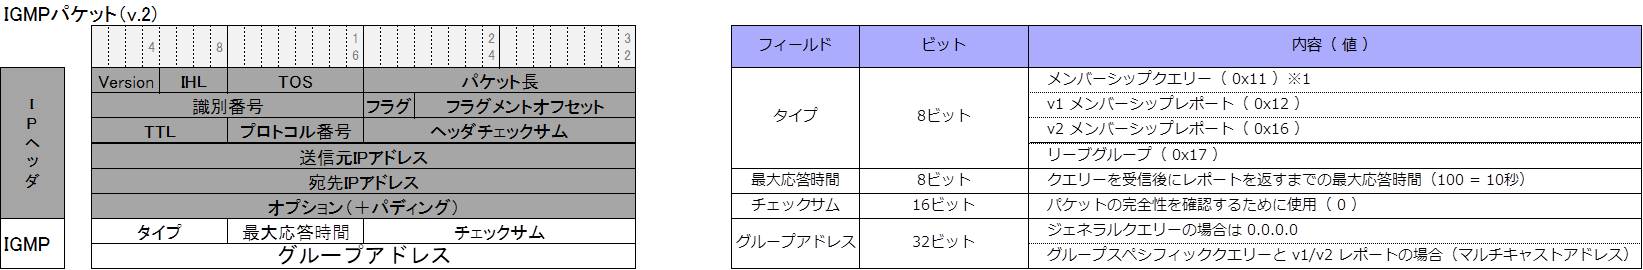 IGMPパケット（v.2）
4 8 16 24 32
IPヘッダ
Version IHL TOS パケット長
識別番号 フラグ フラグメントオフセット
TTL プロトコル番号 ヘッダチェックサム
送信元IPアドレス
宛先IPアドレス
オプション（＋パディング）
IGMP
タイプ 最大応答時間 チェックサム
グループアドレス
フィールド ビット 内容（ 値 ）
タイプ 8ビット
メンバーシップクエリー（ 0x11 ）※1
v1 メンバーシップレポート（ 0x12 ）
v2 メンバーシップレポート（ 0x16 ）
リーブグループ（ 0x17 ）
最大応答時間 8ビット クエリーを受信後にレポートを返すまでの最大応答時間（100 = 10秒）
チェックサム 16ビット パケットの完全性を確認するために使用（ 0 ）
グループアドレス 32ビット
ジェネラルクエリーの場合は 0.0.0.0
グループスペシフィッククエリーと v1/v2 レポートの場合（マルチキャストアドレス）